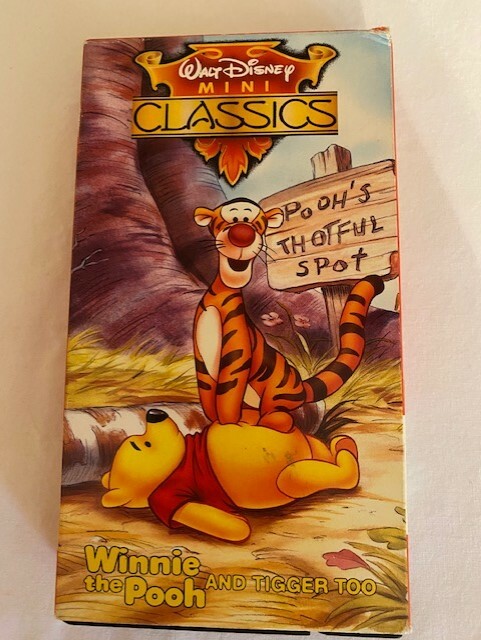 Walt Disney
MINI
CLASSICS
POOH'S
THOTFUL
SPOT
Winnie
the Pooh AND TIGGER TOO